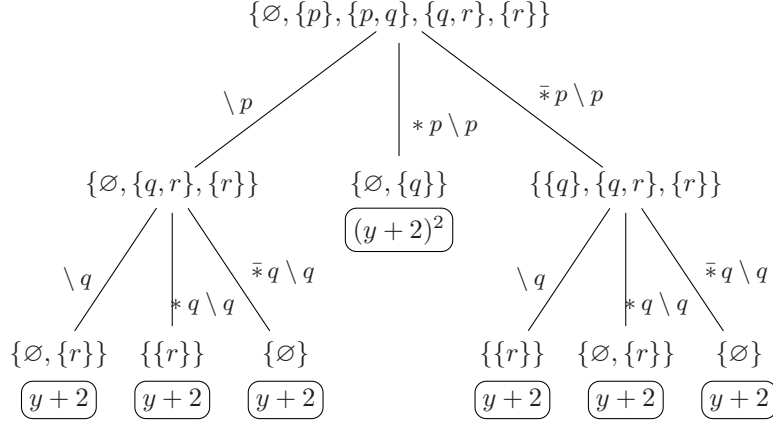 {∅, {p}, {p, q}, {q, r}, {r}}
\ p
∗ p \ p
∗̄ p \ p
{∅, {q, r}, {r}} {∅, {q}} {{q}, {q, r}, {r}}
(y + 2)²
\ q ∗ q \ q ∗̄ q \ q \ q ∗ q \ q ∗̄ q \ q
{∅, {r}} {{r}} {∅} {{r}} {∅, {r}} {∅}
y + 2 y + 2 y + 2 y + 2 y + 2 y + 2